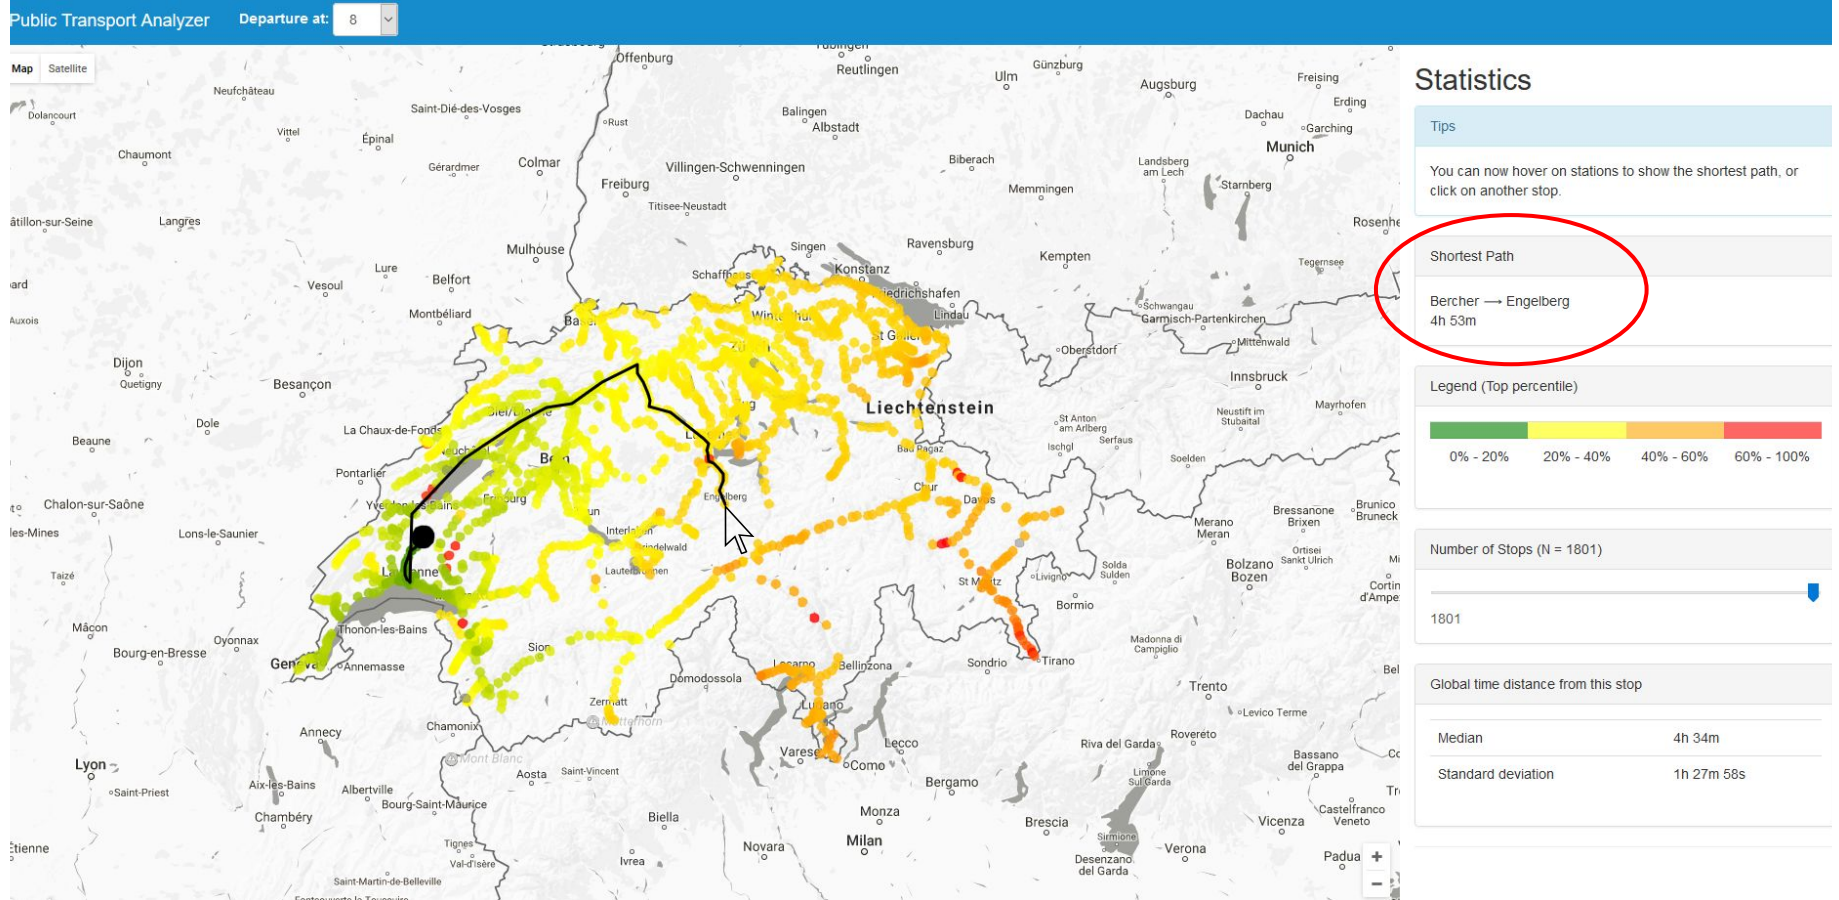 Public Transport Analyzer
Departure at: 8
Map Satellite
Offenburg
Tübingen
Reutlingen
Ulm
Günzburg
Augsburg
Freising
Erding
Dachau
Garching
Munich
Neufchâteau
Dolancourt
Saint-Dié-des-Vosges
Rust
Balingen
Albstadt
Vittel
Épinal
Chaumont
Gérardmer
Colmar
Villingen-Schwenningen
Biberach
Landsberg
am Lech
Starnberg
Freiburg
Memmingen
Titisee-Neustadt
Langres
Mulhouse
Singen
Ravensburg
Kempten
Tegernsee
Lure
Belfort
Vesoul
Konstanz
Montbéliard
Lindau
Schwangau
Garmisch-Partenkirchen
Mittenwald
Oberstdorf
Dijon
Quetigny
Besançon
Innsbruck
Dole
La Chaux-de-Fonds
Liechtenstein
St Anton
am Arlberg
Neustift im
Stubaital
Mayrhofen
Beaune
Serfaus
Ischgl
Bad Ragaz
Soelden
Pontarlier
Chur
Davos
Engelberg
Chalon-sur-Saône
Lons-le-Saunier
Merano
Meran
Bressanone
Brixen
Brunico
Bruneck
Grindelwald
Ortisei
Sankt Ulrich
Bolzano
Bozen
Solda
Sulden
Livigno
Taizé
Lausanne
Bormio
Mâcon
Thonon-les-Bains
Oyonnax
Bourg-en-Bresse
Annemasse
Sion
Madonna di
Campiglio
Locarno
Bellinzona
Sondrio
Tirano
Domodossola
Trento
Levico Terme
Zermatt
Matterhorn
Lugano
Chamonix
Annecy
Mont Blanc
Varese
Lecco
Como
Riva del Garda
Rovereto
Bassano
del Grappa
Lyon
Saint-Priest
Aix-les-Bains
Albertville
Aosta
Saint-Vincent
Bergamo
Limone
Sul Garda
Bourg-Saint-Maurice
Chambéry
Biella
Monza
Brescia
Vicenza
Castelfranco
Veneto
Milan
Sirmione
Tignes
Val-d'Isère
Novara
Ivrea
Desenzano
del Garda
Verona
Padua
Saint-Martin-de-Belleville
+
−
Statistics
Tips
You can now hover on stations to show the shortest path, or
click on another stop.
Shortest Path
Bercher → Engelberg
4h 53m
Legend (Top percentile)
0% - 20% 20% - 40% 40% - 60% 60% - 100%
Number of Stops (N = 1801)
1801
Global time distance from this stop
Median 4h 34m
Standard deviation 1h 27m 58s